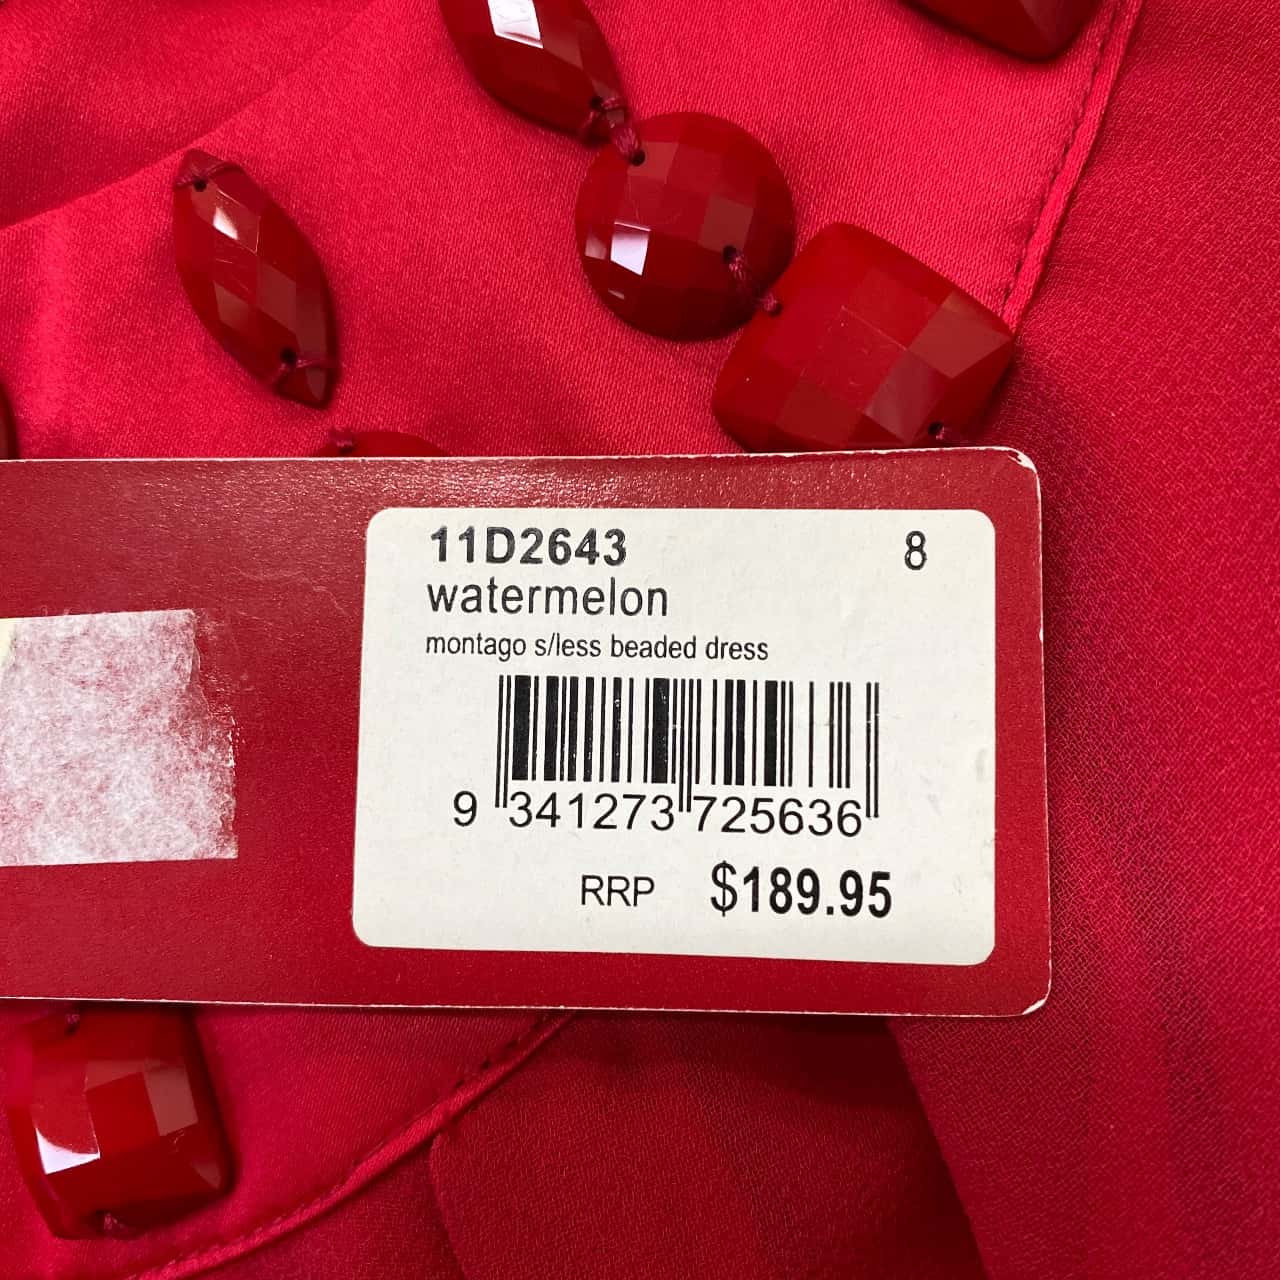 11D2643 8
watermelon
montago s/less beaded dress
9 341273 725636
RRP $189.95